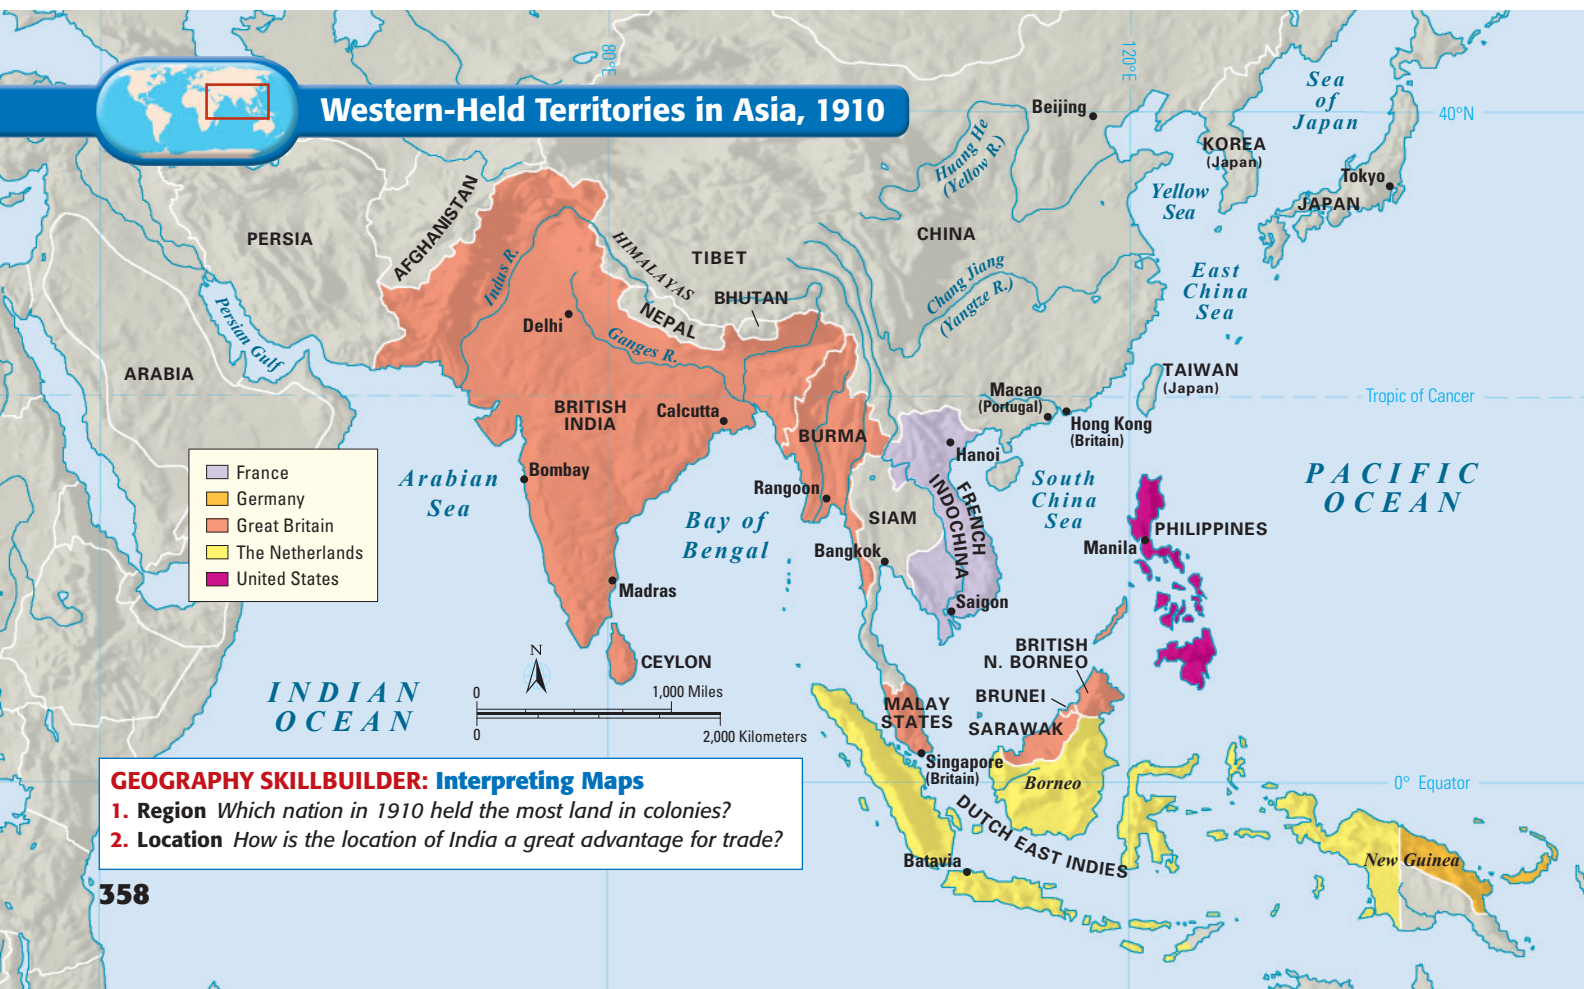 Western-Held Territories in Asia, 1910
80°E
120°E
40°N
Sea
of
Japan
Beijing
Huang He
(Yellow R.)
KOREA
(Japan)
Tokyo
JAPAN
Yellow
Sea
AFGHANISTAN
PERSIA
HIMALAYAS
TIBET
CHINA
Indus R.
East
China
Sea
Chang Jiang
(Yangtze R.)
BHUTAN
NEPAL
Persian Gulf
Delhi
Ganges R.
ARABIA
TAIWAN
(Japan)
Macao
(Portugal)
Tropic of Cancer
BRITISH
INDIA
Calcutta
Hong Kong
(Britain)
BURMA
Hanoi
France
Germany
Great Britain
The Netherlands
United States
Arabian
Sea
Bombay
Rangoon
South
China
Sea
PACIFIC
OCEAN
FRENCH
INDOCHINA
SIAM
Bay of
Bengal
PHILIPPINES
Manila
Bangkok
Madras
Saigon
N
CEYLON
BRITISH
N. BORNEO
INDIAN
OCEAN
0
1,000 Miles
0
2,000 Kilometers
BRUNEI
MALAY
STATES
SARAWAK
Singapore
(Britain)
Borneo
0° Equator
DUTCH EAST INDIES
Batavia
New Guinea
GEOGRAPHY SKILLBUILDER: Interpreting Maps
1. Region Which nation in 1910 held the most land in colonies?
2. Location How is the location of India a great advantage for trade?
358